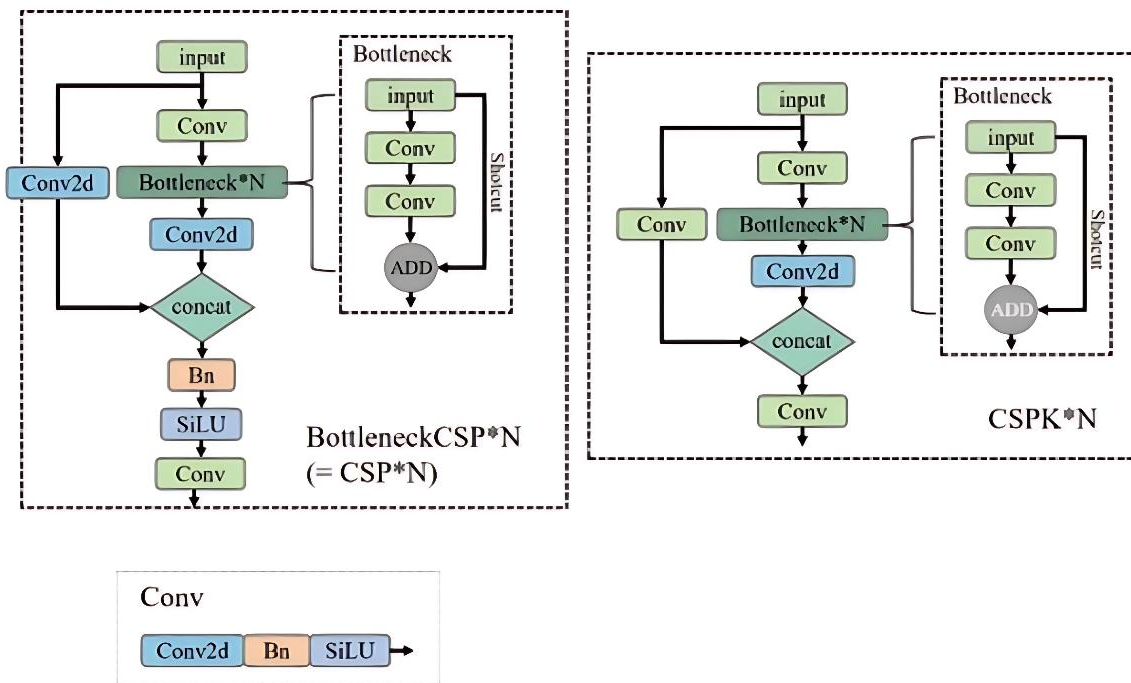 input
Conv
Conv2d
Bottleneck*N
Conv2d
concat
Bn
SiLU
Conv
BottleneckCSP*N
(= CSP*N)
Bottleneck
input
Conv
Conv
Shotcut
ADD
input
Conv
Conv
Bottleneck*N
Conv2d
concat
Conv
CSPK*N
Bottleneck
input
Conv
Conv
Shotcut
ADD
Conv
Conv2d Bn SiLU